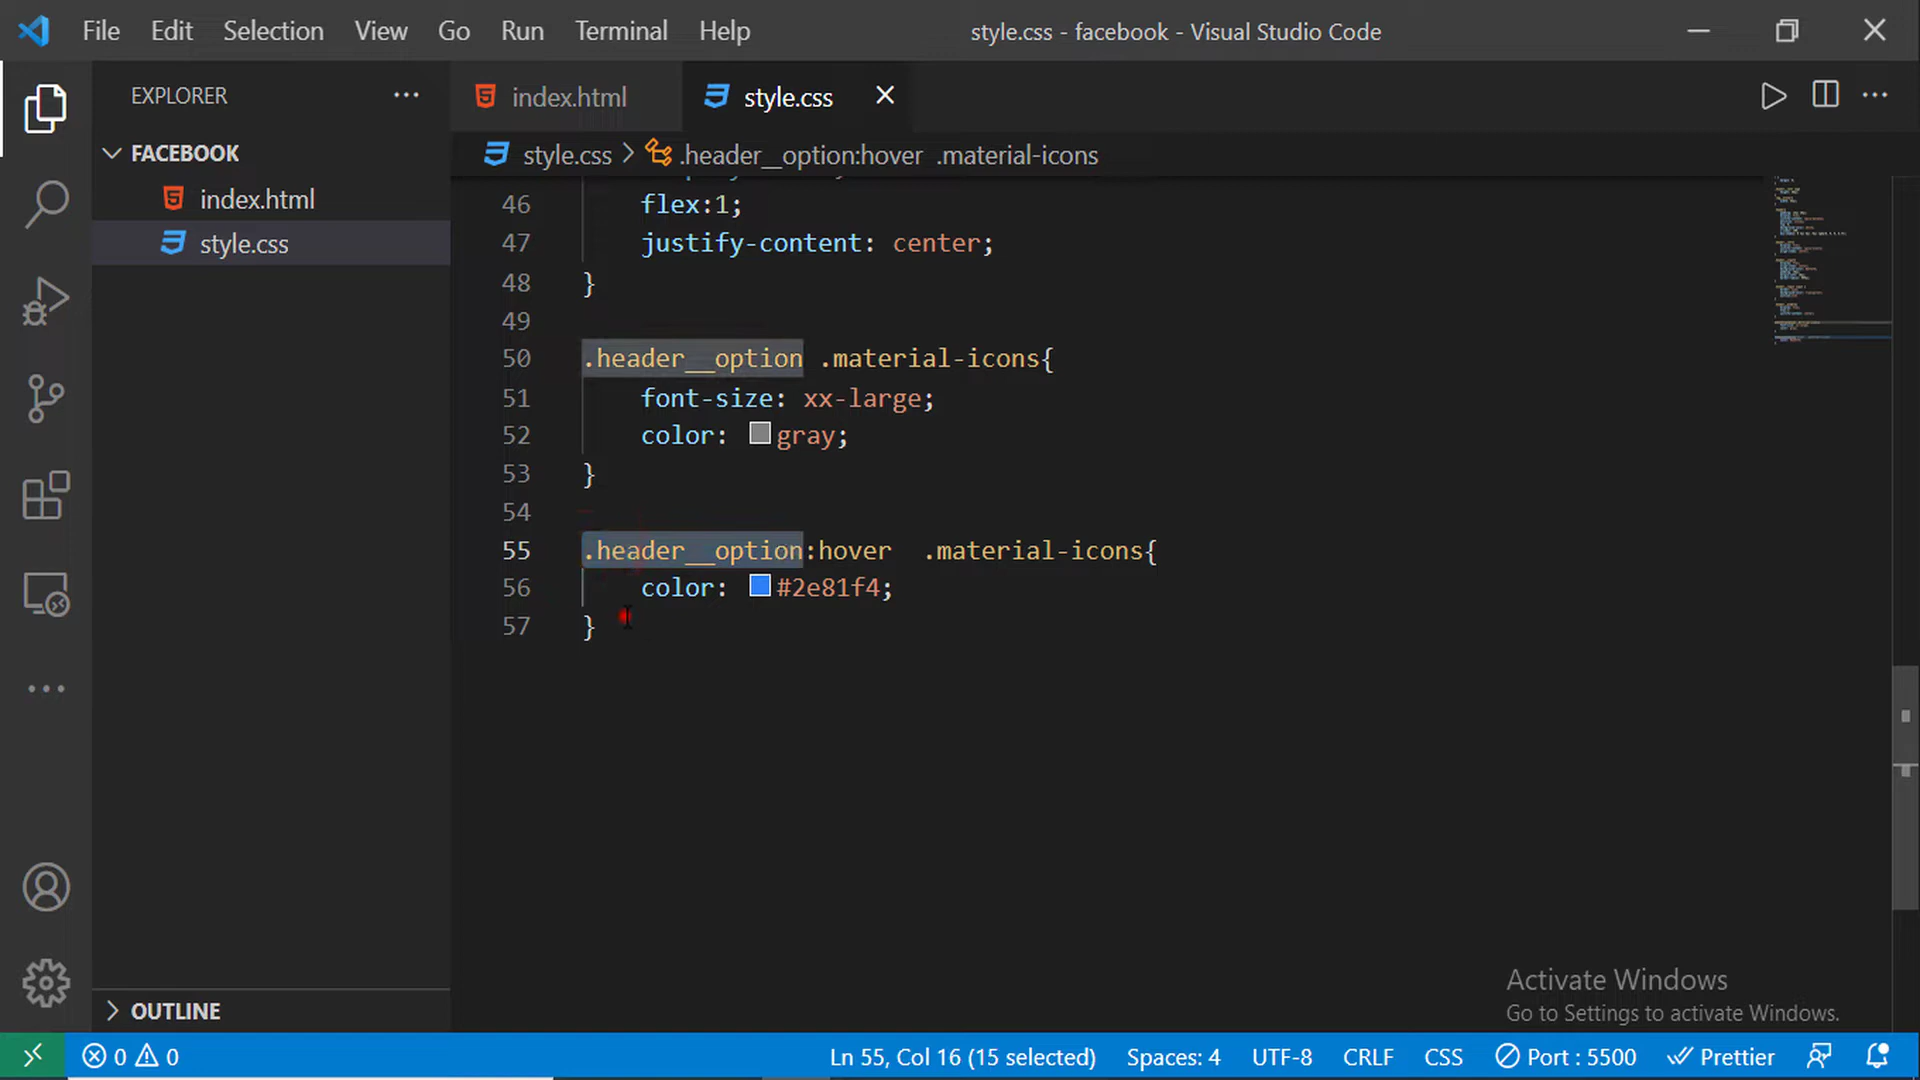 File Edit Selection View Go Run Terminal Help
style.css - facebook - Visual Studio Code
EXPLORER
FACEBOOK
index.html
style.css
OUTLINE
index.html
style.css
style.css > .header__option:hover .material-icons
46 flex:1;
47 justify-content: center;
48 }
49
50 .header__option .material-icons{
51 font-size: xx-large;
52 color: gray;
53 }
54
55 .header__option:hover  .material-icons{
56 color: #2e81f4;
57 }
Activate Windows
Go to Settings to activate Windows.
0 0
Ln 55, Col 16 (15 selected) Spaces: 4 UTF-8 CRLF CSS Port : 5500 Prettier